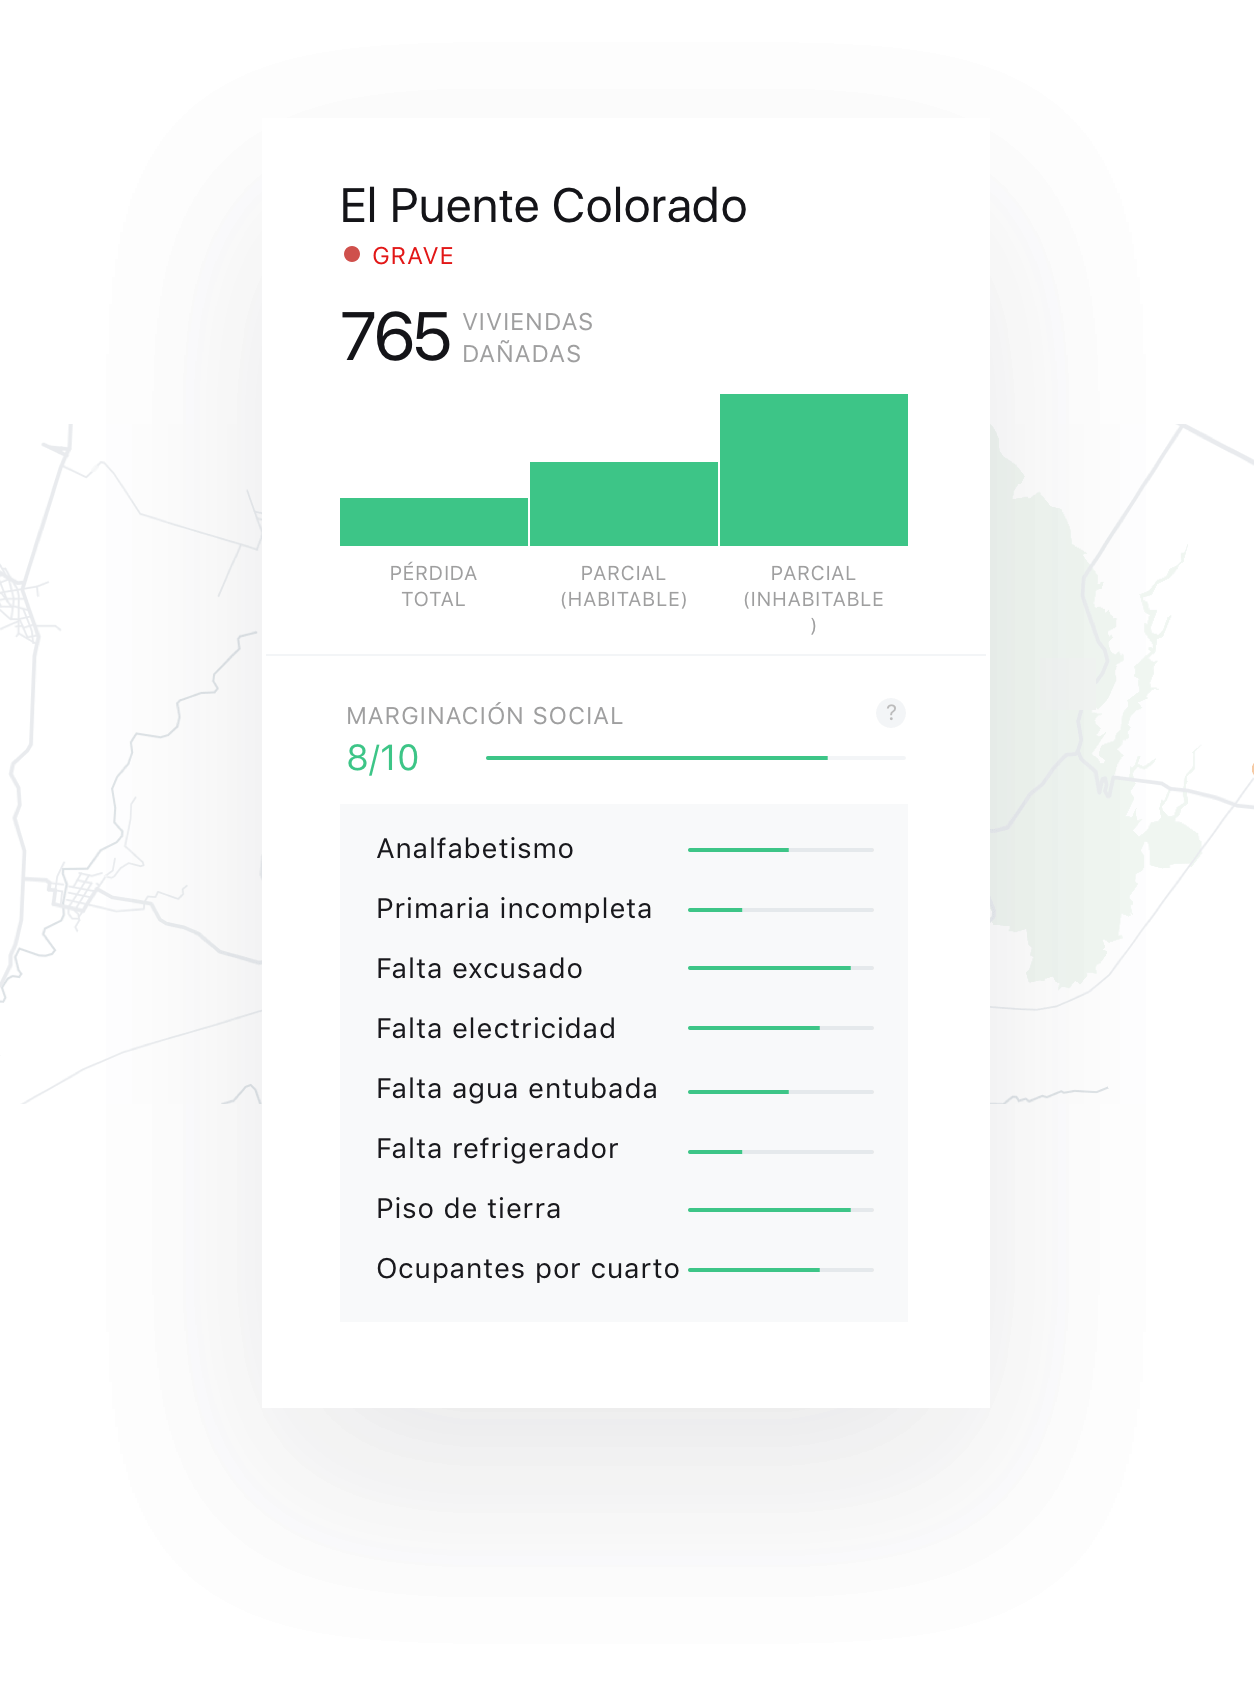 El Puente Colorado
GRAVE
765 VIVIENDAS
DAÑADAS
PÉRDIDA
TOTAL
PARCIAL
(HABITABLE)
PARCIAL
(INHABITABLE
)
MARGINACIÓN SOCIAL
?
8/10
Analfabetismo
Primaria incompleta
Falta excusado
Falta electricidad
Falta agua entubada
Falta refrigerador
Piso de tierra
Ocupantes por cuarto